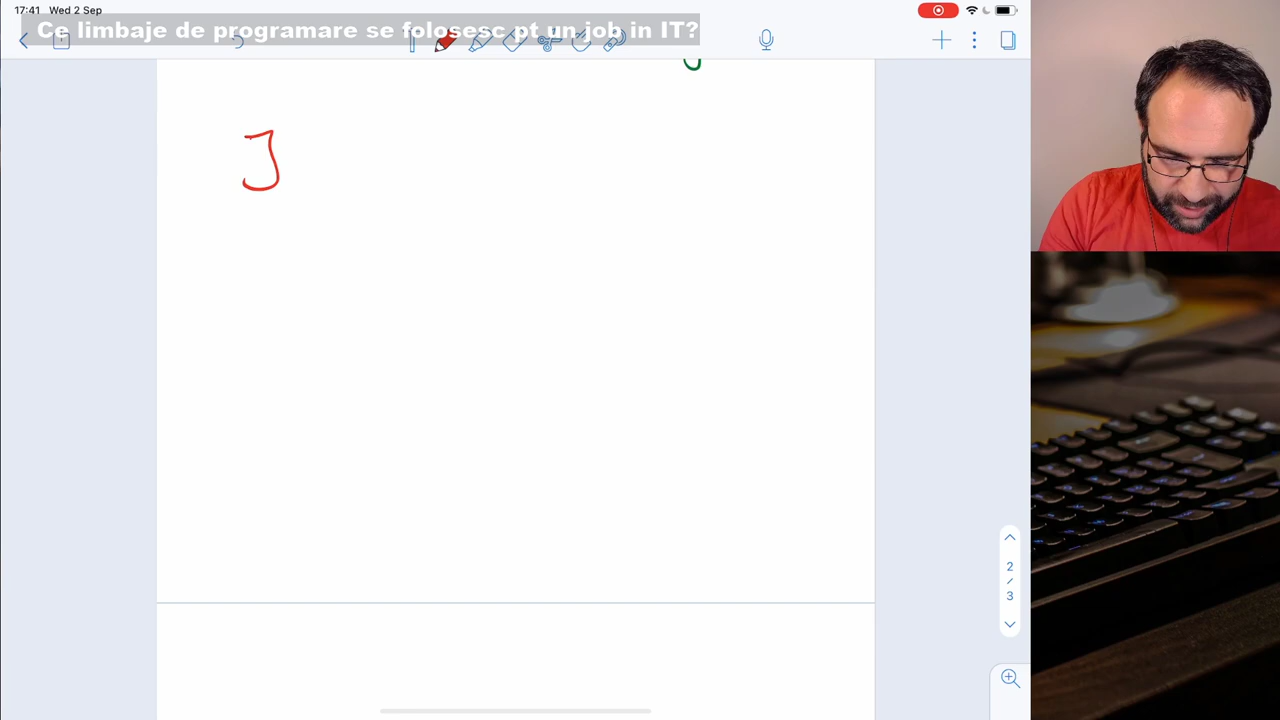 17:41 Wed 2 Sep
Ce limbaje de programare se folosesc pt un job in IT?
J
2
/
3